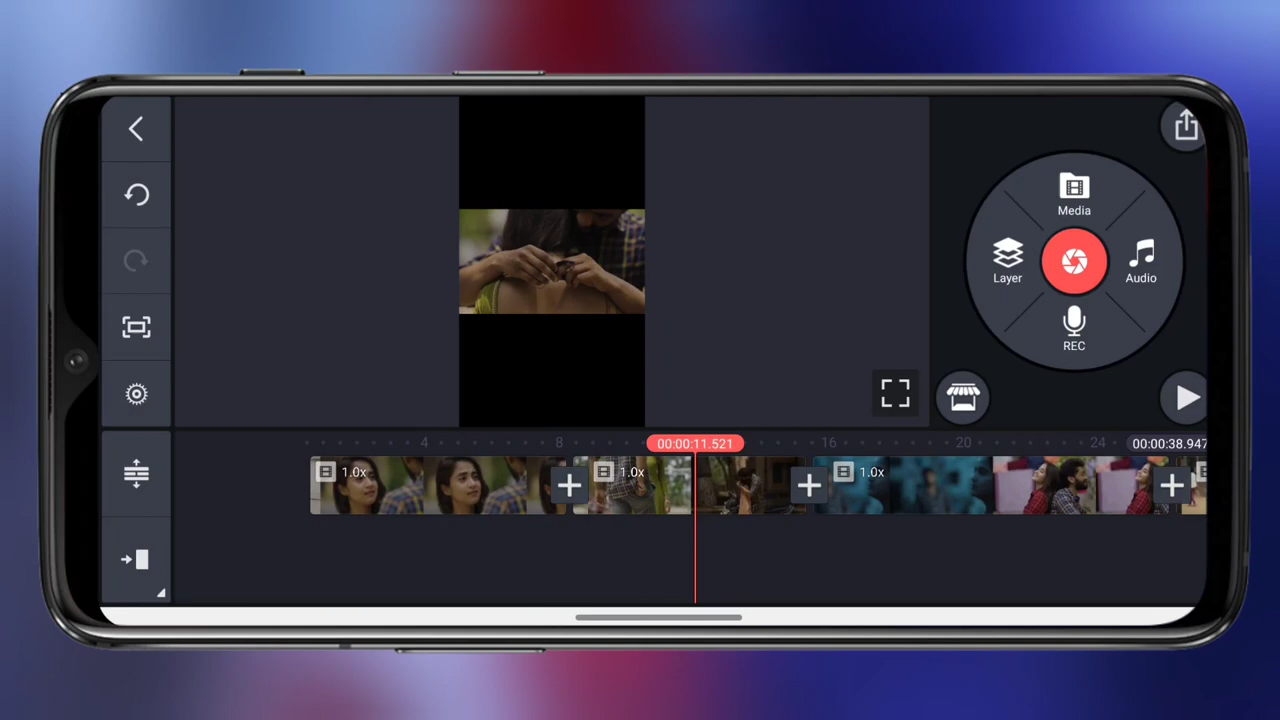 Media
Layer
Audio
REC
4
8
00:00:11.521
16
20
24
00:00:38.947
1.0x
1.0x
1.0x